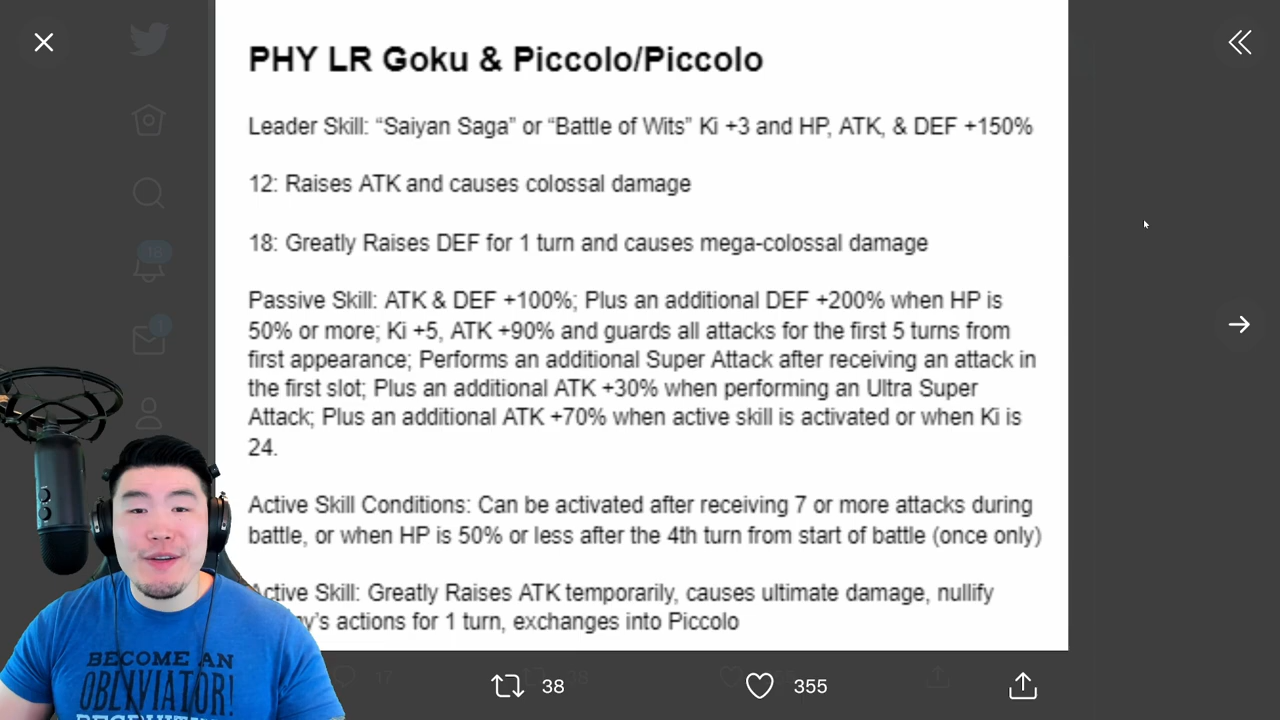 PHY LR Goku & Piccolo/Piccolo
Leader Skill: “Saiyan Saga” or “Battle of Wits” Ki +3 and HP, ATK, & DEF +150%
12: Raises ATK and causes colossal damage
18: Greatly Raises DEF for 1 turn and causes mega-colossal damage
Passive Skill: ATK & DEF +100%; Plus an additional DEF +200% when HP is
50% or more; Ki +5, ATK +90% and guards all attacks for the first 5 turns from
first appearance; Performs an additional Super Attack after receiving an attack in
the first slot; Plus an additional ATK +30% when performing an Ultra Super
Attack; Plus an additional ATK +70% when active skill is activated or when Ki is
24.
Active Skill Conditions: Can be activated after receiving 7 or more attacks during
battle, or when HP is 50% or less after the 4th turn from start of battle (once only)
Active Skill: Greatly Raises ATK temporarily, causes ultimate damage, nullify
actions for 1 turn, exchanges into Piccolo
18
1
17
38
355
BECOME AN
OBLIVIATOR!